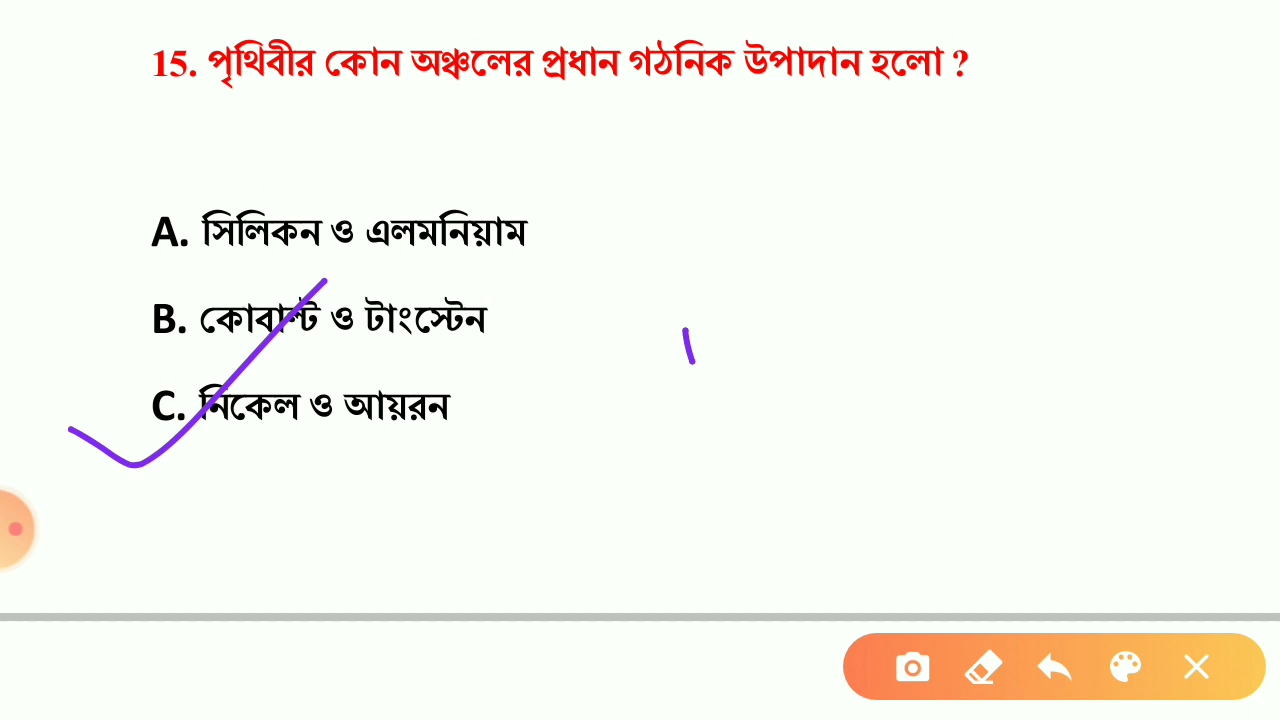 15. পৃথিবীর কোন অঞ্চলের প্রধান গঠনিক উপাদান হলো ?
A. সিলিকন ও এলমনিয়াম
B. কোবাল্ট ও টাংস্টেন
C. নিকেল ও আয়রন